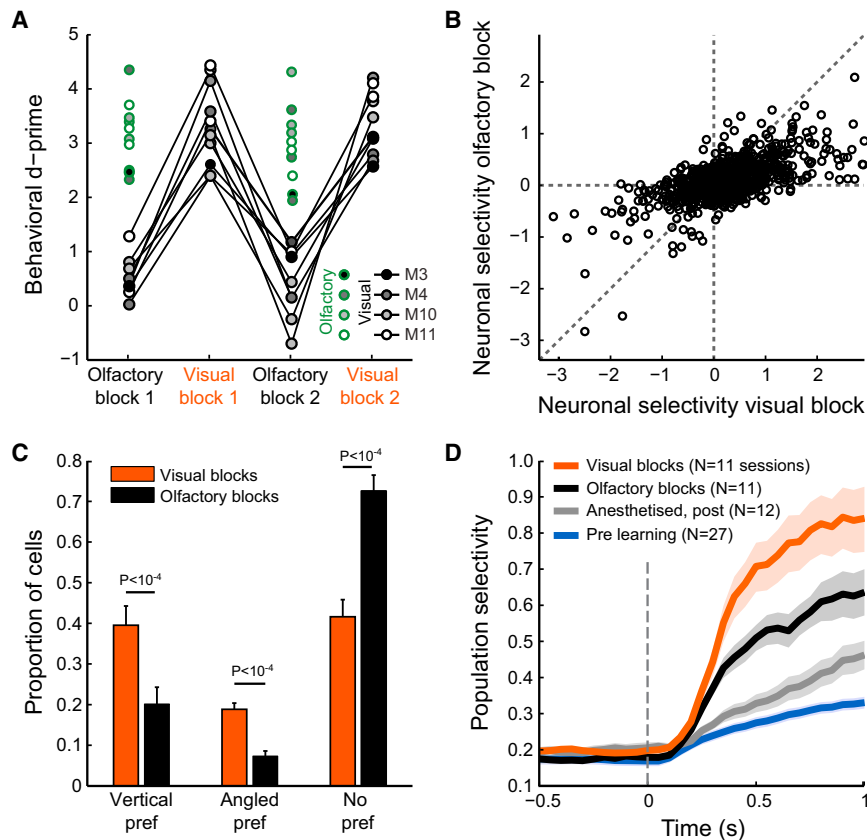 A
Behavioral d-prime
5
4
3
2
1
0
−1
Olfactory
Visual
M3
M4
M10
M11
Olfactory block 1
Visual block 1
Olfactory block 2
Visual block 2
B
Neuronal selectivity olfactory block
2
1
0
−1
−2
−3
−3
−2
−1
0
1
2
Neuronal selectivity visual block
C
Proportion of cells
0.8
0.7
0.6
0.5
0.4
0.3
0.2
0.1
0
Visual blocks
Olfactory blocks
P<10⁻⁴
P<10⁻⁴
P<10⁻⁴
Vertical pref
Angled pref
No pref
D
Population selectivity
1.0
0.9
0.8
0.7
0.6
0.5
0.4
0.3
0.2
0.1
Visual blocks (N=11 sessions)
Olfactory blocks (N=11)
Anesthetised, post (N=12)
Pre learning (N=27)
−0.5
0
0.5
1
Time (s)